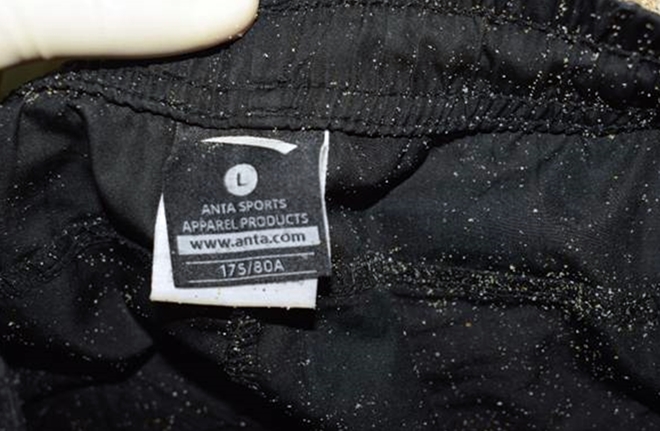 L
ANTA SPORTS
APPAREL PRODUCTS
www.anta.com
175/80A